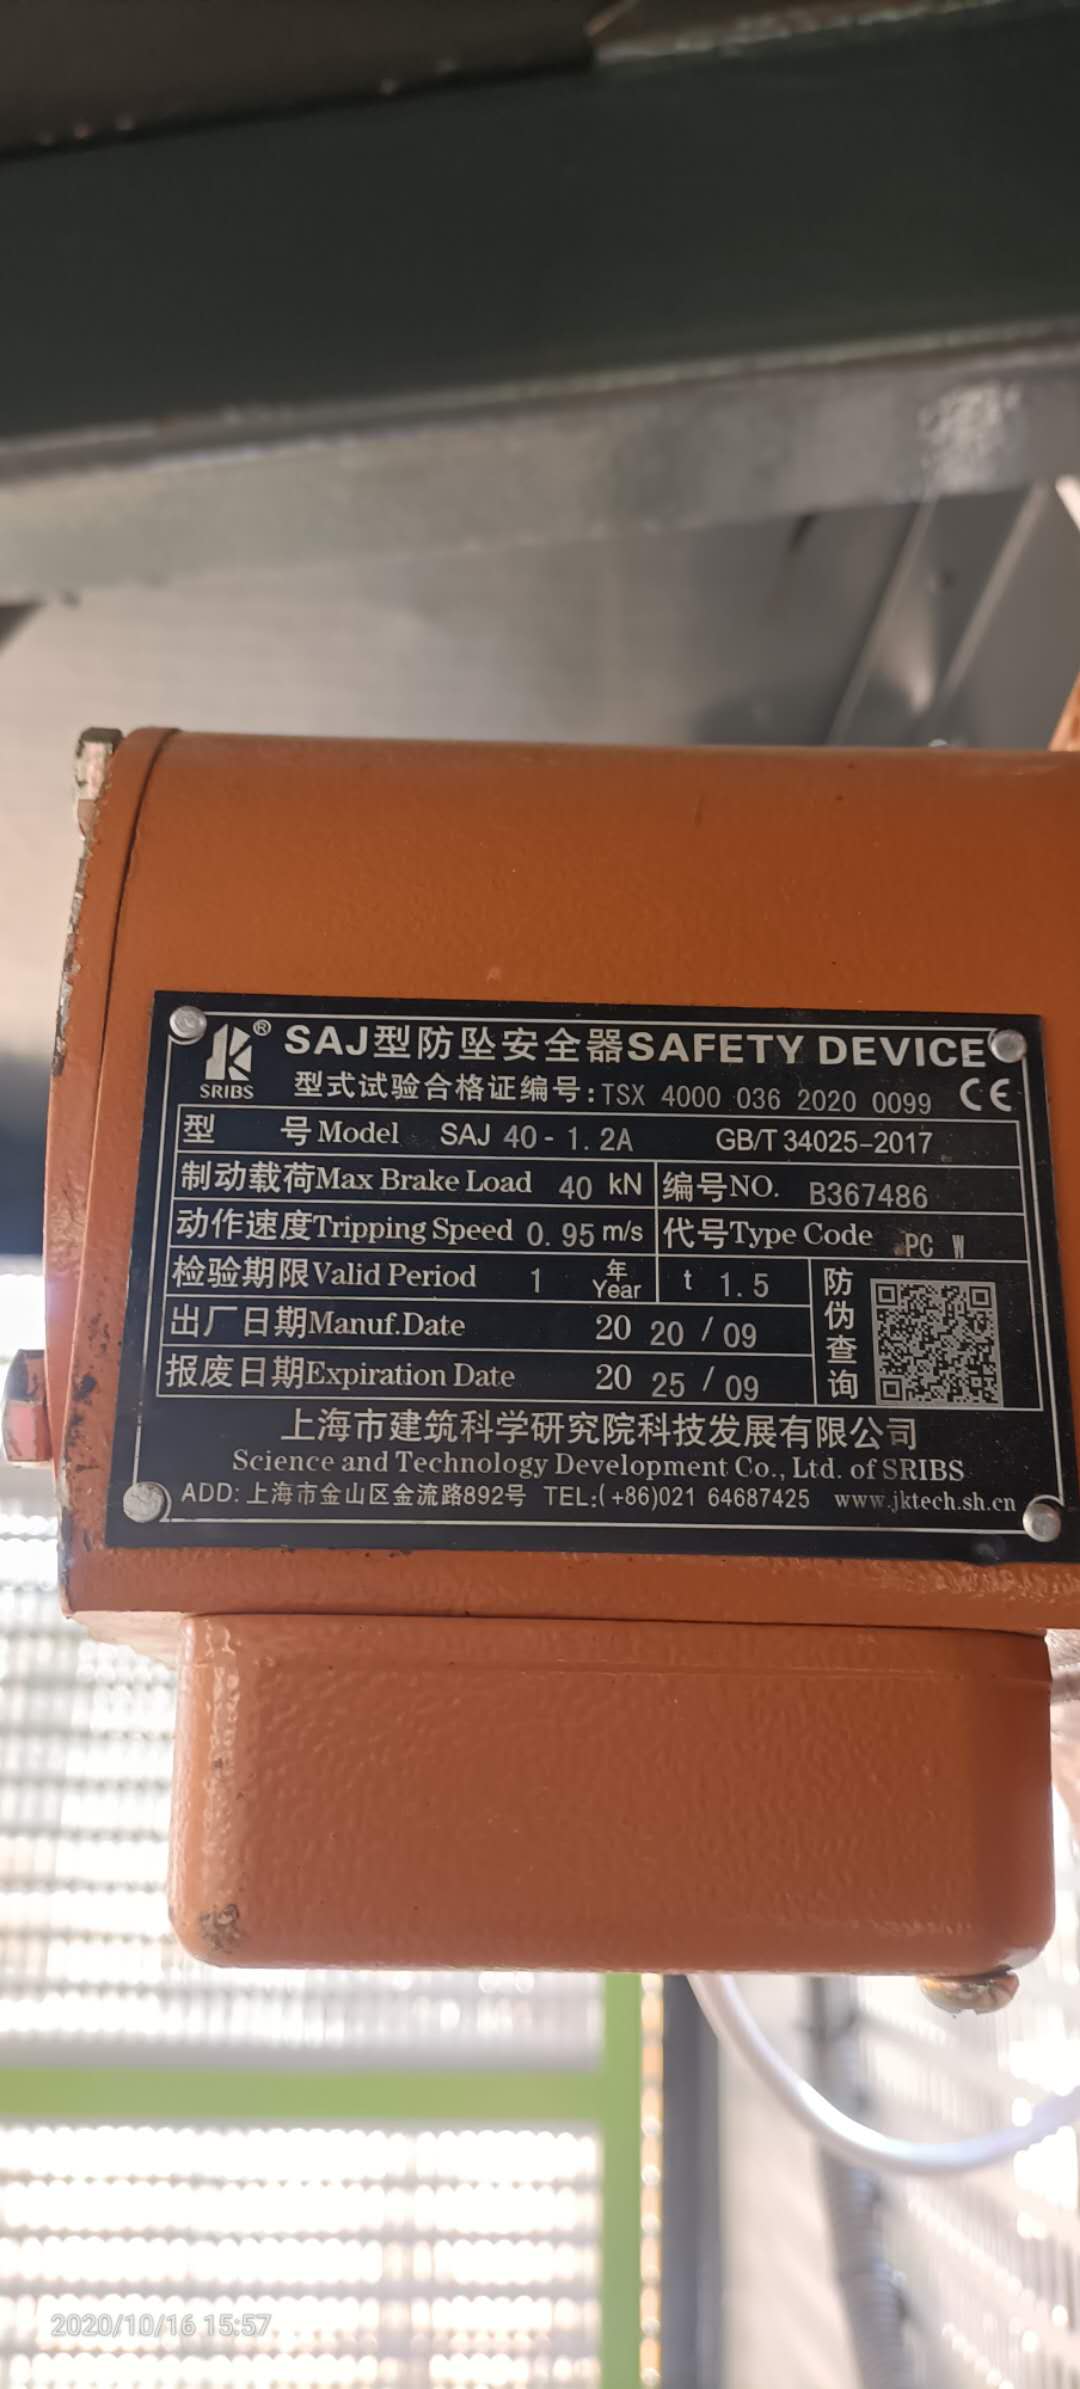 SAJ型防坠安全器SAFETY DEVICE
SRIBS ®
型式试验合格证编号:TSX 4000 036 2020 0099 CE
型 号 Model SAJ 40-1.2A GB/T 34025-2017
制动载荷Max Brake Load 40 kN 编号NO. B367486
动作速度Tripping Speed 0.95 m/s 代号Type Code PC W
检验期限Valid Period 1 年 Year t 1.5
防伪查询
出厂日期Manuf.Date 20 20 / 09
报废日期Expiration Date 20 25 / 09
上海市建筑科学研究院科技发展有限公司
Science and Technology Development Co., Ltd. of SRIBS
ADD: 上海市金山区金流路892号 TEL:(+86)021 64687425 www.jktech.sh.cn
2020/10/16 15:57